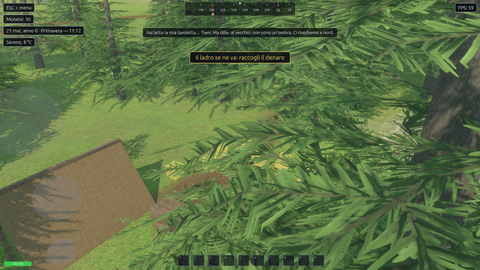 ESC = menu
Monete: 30
21 mar, anno 0 - Primavera — 11:12
Sereno, 8°C
FPS: 59
Hai letto la mia tavoletta... Tieni. Ma dillo, al vecchio: non sono un'ombra. Ci rivedremo a nord.
Il ladro se ne va: raccogli il denaro